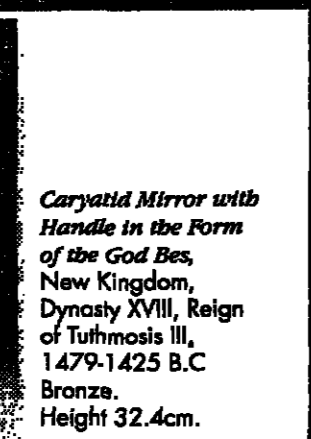 Caryatid Mirror with
Handle in the Form
of the God Bes,
New Kingdom,
Dynasty XVIII, Reign
of Tuthmosis III,
1479-1425 B.C
Bronze.
Height 32.4cm.